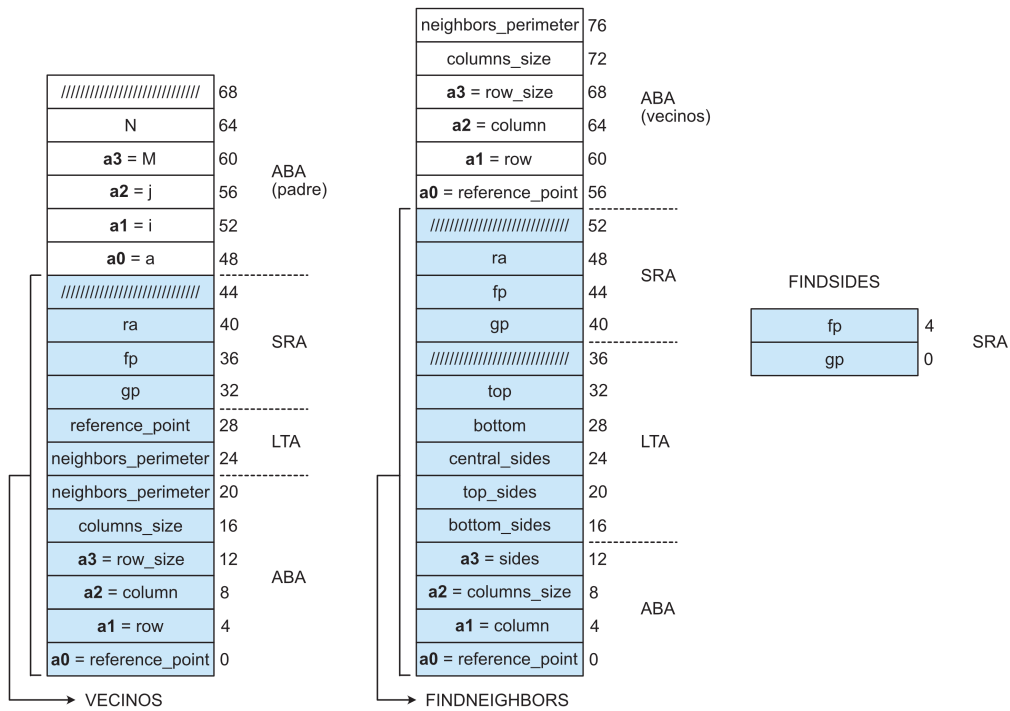 ///////////////////////////// 68
N 64
a3 = M 60
a2 = j 56
a1 = i 52
a0 = a 48
ABA
(padre)
///////////////////////////// 44
ra 40
fp 36
gp 32
SRA
reference_point 28
neighbors_perimeter 24
LTA
neighbors_perimeter 20
columns_size 16
a3 = row_size 12
a2 = column 8
a1 = row 4
a0 = reference_point 0
ABA
VECINOS
neighbors_perimeter 76
columns_size 72
a3 = row_size 68
a2 = column 64
a1 = row 60
a0 = reference_point 56
ABA
(vecinos)
///////////////////////////// 52
ra 48
fp 44
gp 40
SRA
///////////////////////////// 36
top 32
bottom 28
central_sides 24
top_sides 20
bottom_sides 16
LTA
a3 = sides 12
a2 = columns_size 8
a1 = column 4
a0 = reference_point 0
ABA
FINDNEIGHBORS
FINDSIDES
fp 4
gp 0
SRA